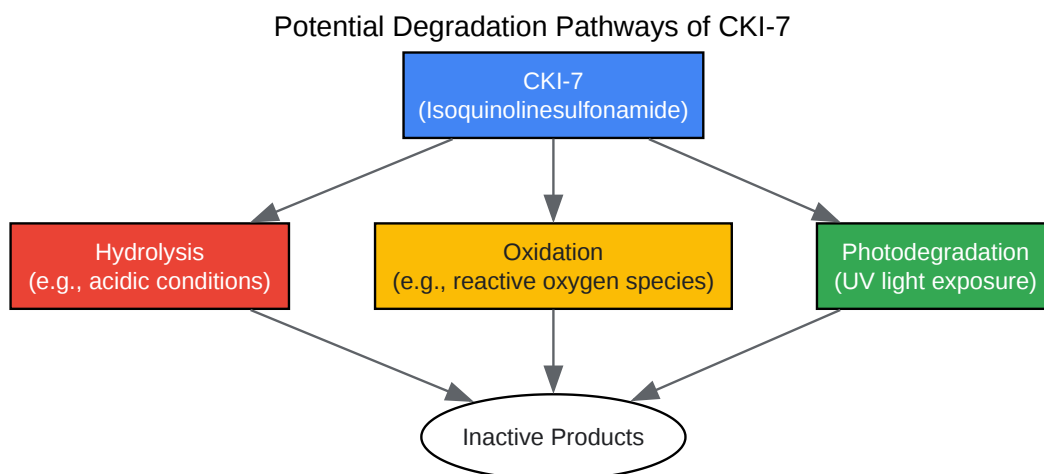 Potential Degradation Pathways of CKI-7
CKI-7
(Isoquinolinesulfonamide)
Hydrolysis
(e.g., acidic conditions)
Oxidation
(e.g., reactive oxygen species)
Photodegradation
(UV light exposure)
Inactive Products